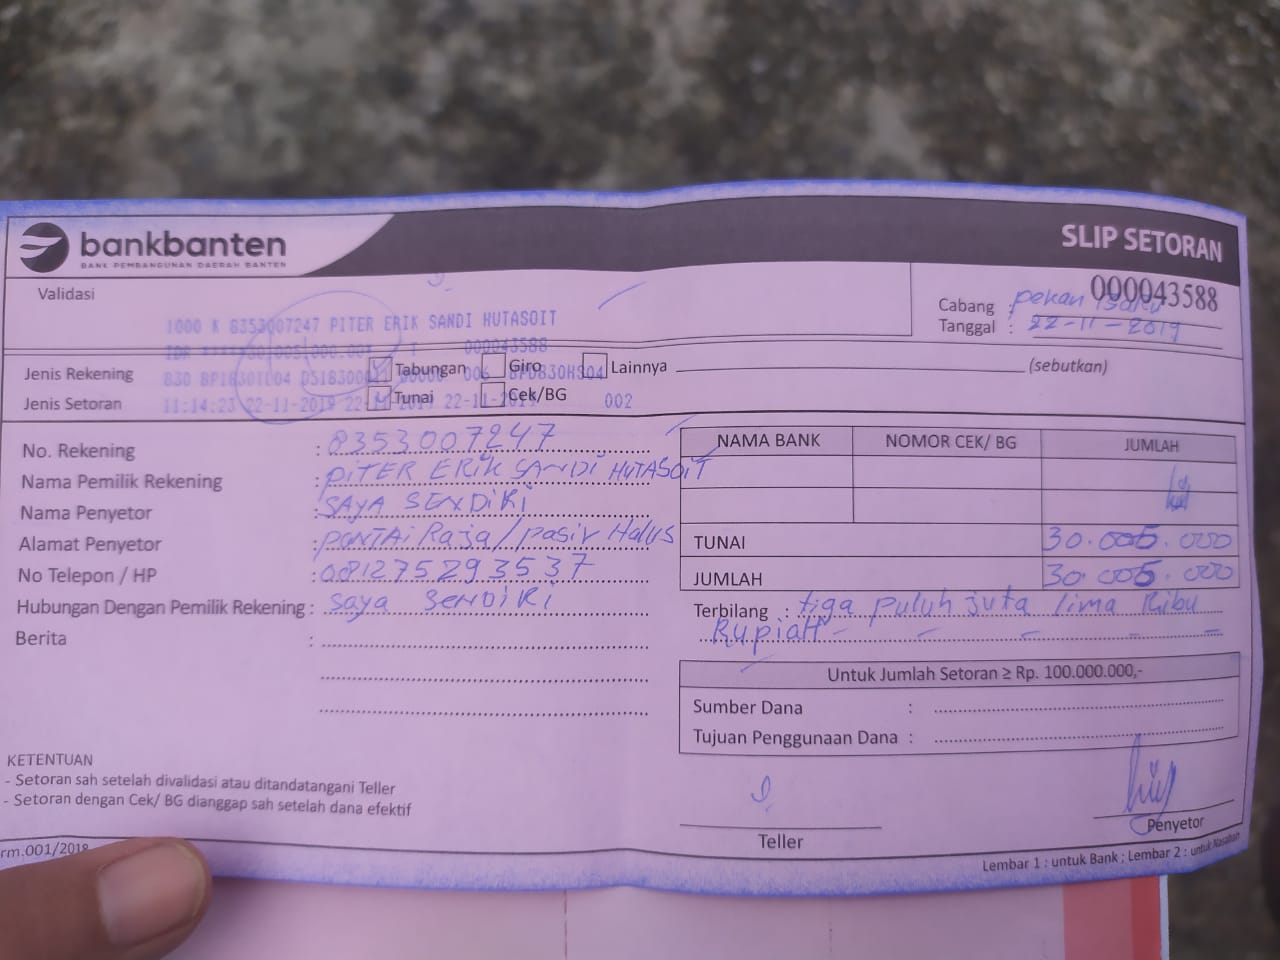 bankbanten
BANK PEMBANGUNAN DAERAH BANTEN
SLIP SETORAN
000043588
Validasi
Cabang : pekan
Tanggal : 22-11-2019
1000 K 8353007247 PITER ERIK SANDI HUTASOIT
000043588
Jenis Rekening
Tabungan
Giro
Lainnya
(sebutkan)
Jenis Setoran
Tunai
Cek/BG
11:14:23 22-11-2019
002
No. Rekening : 8353007247
Nama Pemilik Rekening : PITER ERIK SANDI HUTASOIT
Nama Penyetor : SAYA SENDIRI
Alamat Penyetor : PANTAI Raja/pasir Halus
No Telepon / HP : 081275293537
Hubungan Dengan Pemilik Rekening : saya SENDIRI
Berita :
NAMA BANK NOMOR CEK/ BG JUMLAH
TUNAI 30.005.000
JUMLAH 30.005.000
Terbilang : tiga puluh juta lima Ribu
RupiaH -
Untuk Jumlah Setoran ≥ Rp. 100.000.000,-
Sumber Dana :
Tujuan Penggunaan Dana :
KETENTUAN
- Setoran sah setelah divalidasi atau ditandatangani Teller
- Setoran dengan Cek/ BG dianggap sah setelah dana efektif
Teller
Penyetor
rm.001/2018
Lembar 1 : untuk Bank ; Lembar 2 : untuk Nasabah